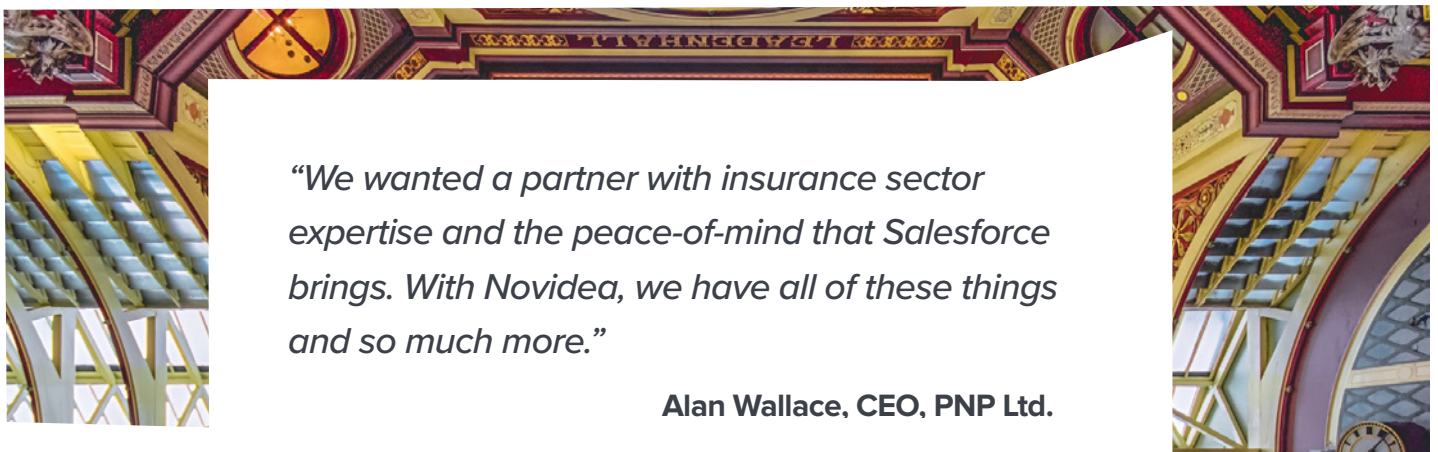 LEADENHALL
“We wanted a partner with insurance sector
expertise and the peace-of-mind that Salesforce
brings. With Novidea, we have all of these things
and so much more.”
Alan Wallace, CEO, PNP Ltd.